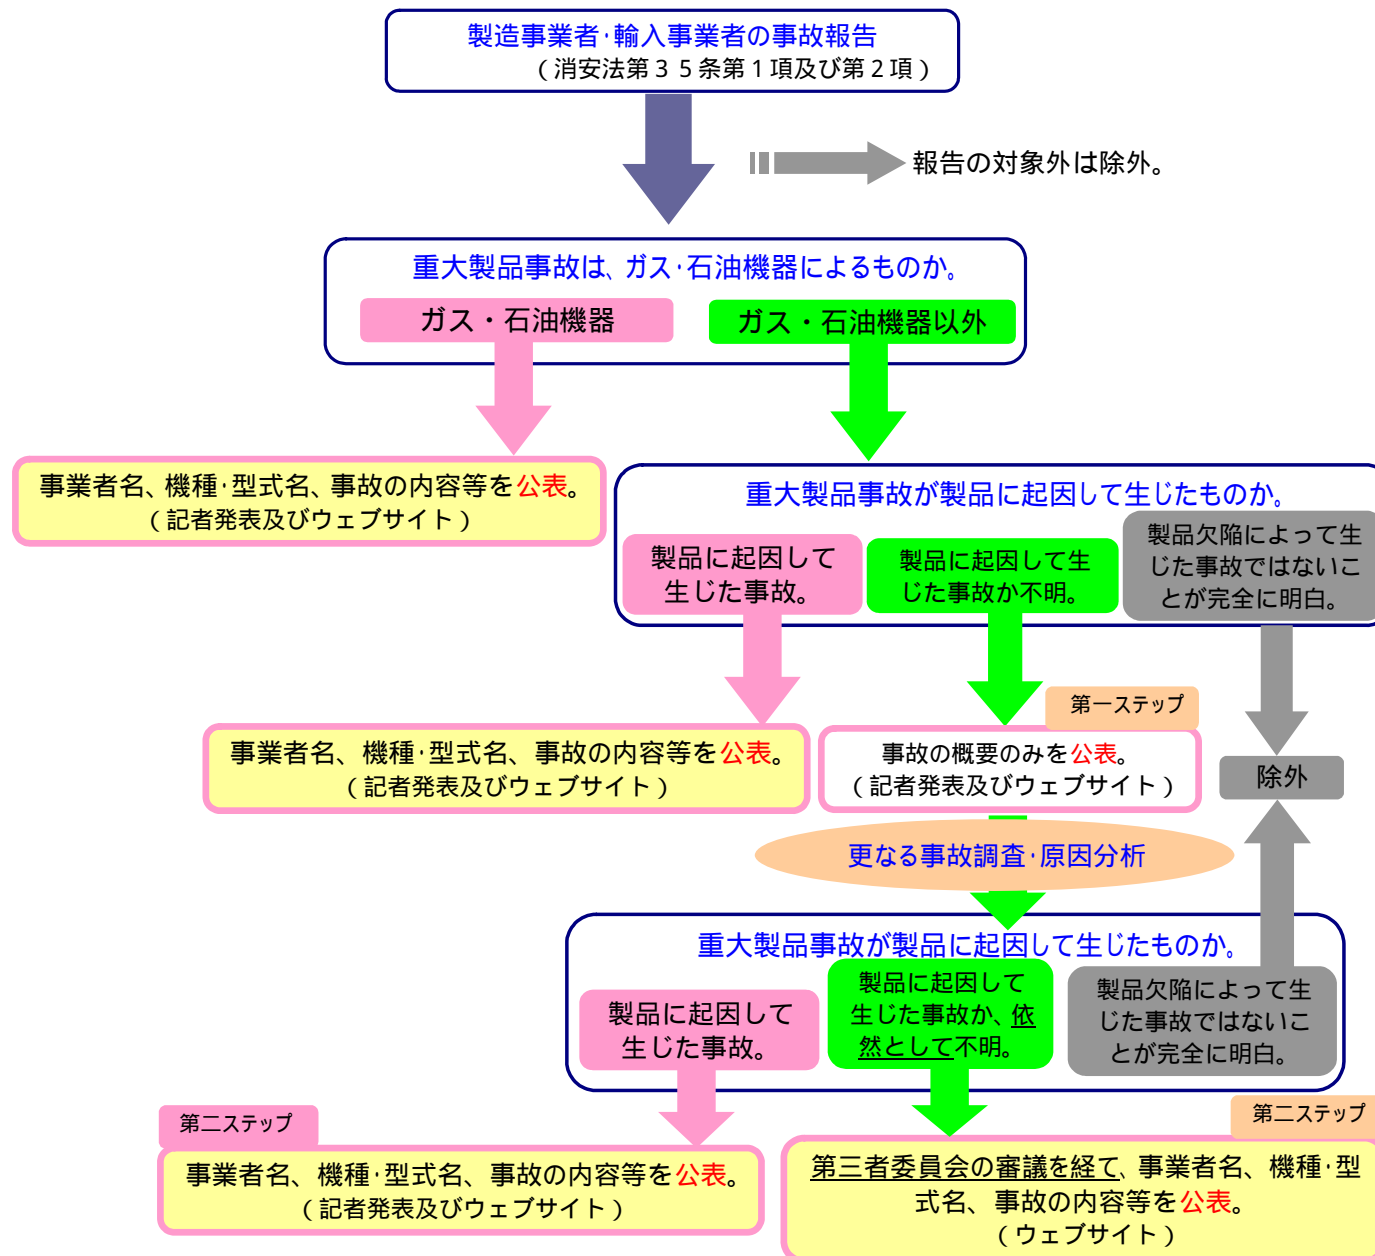 製造事業者･輸入事業者の事故報告
（消安法第３５条第１項及び第２項）
報告の対象外は除外。
重大製品事故は、ガス･石油機器によるものか。
ガス・石油機器
ガス・石油機器以外
事業者名、機種･型式名、事故の内容等を公表。
（記者発表及びウェブサイト）
重大製品事故が製品に起因して生じたものか。
製品に起因して
生じた事故。
製品に起因して生
じた事故か不明。
製品欠陥によって生
じた事故ではないこ
とが完全に明白。
第一ステップ
事業者名、機種･型式名、事故の内容等を公表。
（記者発表及びウェブサイト）
事故の概要のみを公表。
（記者発表及びウェブサイト）
除外
更なる事故調査･原因分析
重大製品事故が製品に起因して生じたものか。
製品に起因して
生じた事故。
製品に起因して
生じた事故か、依
然として不明。
製品欠陥によって生
じた事故ではないこ
とが完全に明白。
第二ステップ
事業者名、機種･型式名、事故の内容等を公表。
（記者発表及びウェブサイト）
第二ステップ
第三者委員会の審議を経て、事業者名、機種･型
式名、事故の内容等を公表。
（ウェブサイト）